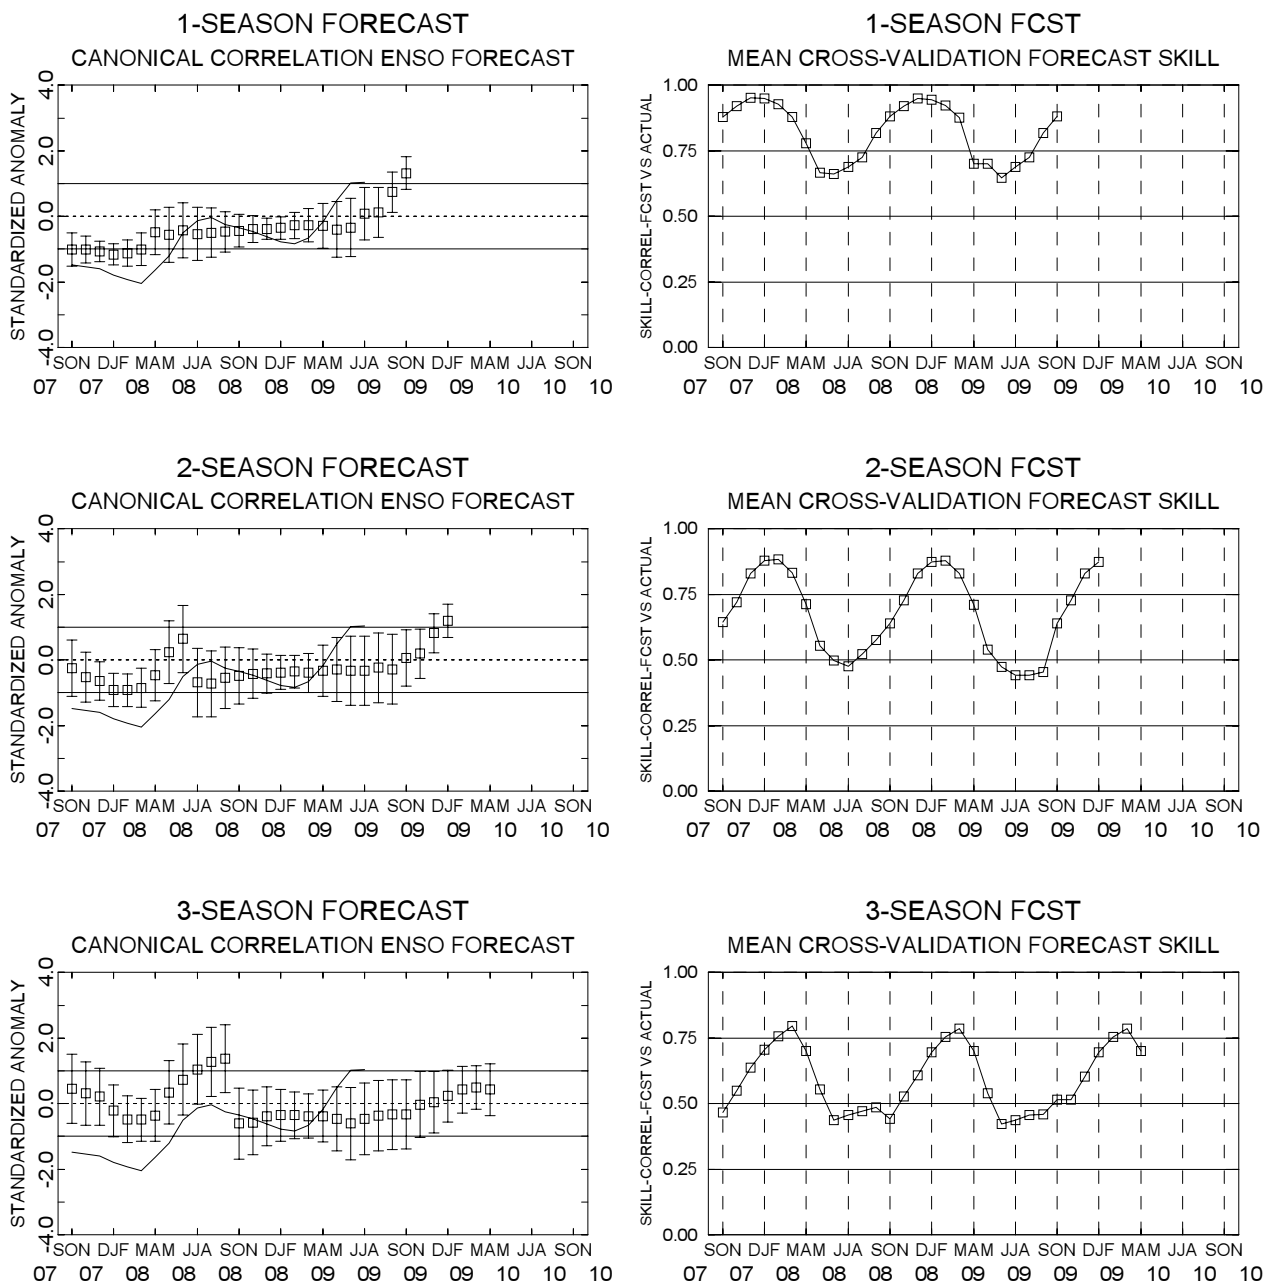 1-SEASON FORECAST
CANONICAL CORRELATION ENSO FORECAST
STANDARDIZED ANOMALY
4.0
2.0
0.0
-2.0
-4.0
SON DJF MAM JJA SON DJF MAM JJA SON DJF MAM JJA SON
07 07 08 08 08 08 09 09 09 09 10 10 10 10
1-SEASON FCST
MEAN CROSS-VALIDATION FORECAST SKILL
SKILL-CORREL-FCST VS ACTUAL
1.00
0.75
0.50
0.25
0.00
SON DJF MAM JJA SON DJF MAM JJA SON DJF MAM JJA SON
07 07 08 08 08 08 09 09 09 09 10 10 10 10
2-SEASON FORECAST
CANONICAL CORRELATION ENSO FORECAST
STANDARDIZED ANOMALY
4.0
2.0
0.0
-2.0
-4.0
SON DJF MAM JJA SON DJF MAM JJA SON DJF MAM JJA SON
07 07 08 08 08 08 09 09 09 09 10 10 10
2-SEASON FCST
MEAN CROSS-VALIDATION FORECAST SKILL
SKILL-CORREL-FCST VS ACTUAL
1.00
0.75
0.50
0.25
0.00
SON DJF MAM JJA SON DJF MAM JJA SON DJF MAM JJA SON
07 07 08 08 08 08 09 09 09 09 10 10 10
3-SEASON FORECAST
CANONICAL CORRELATION ENSO FORECAST
STANDARDIZED ANOMALY
4.0
2.0
0.0
-2.0
-4.0
SON DJF MAM JJA SON DJF MAM JJA SON DJF MAM JJA SON
07 07 08 08 08 08 09 09 09 09 10 10 10
3-SEASON FCST
MEAN CROSS-VALIDATION FORECAST SKILL
SKILL-CORREL-FCST VS ACTUAL
1.00
0.75
0.50
0.25
0.00
SON DJF MAM JJA SON DJF MAM JJA SON DJF MAM JJA SON
07 07 08 08 08 08 09 09 09 09 10 10 10